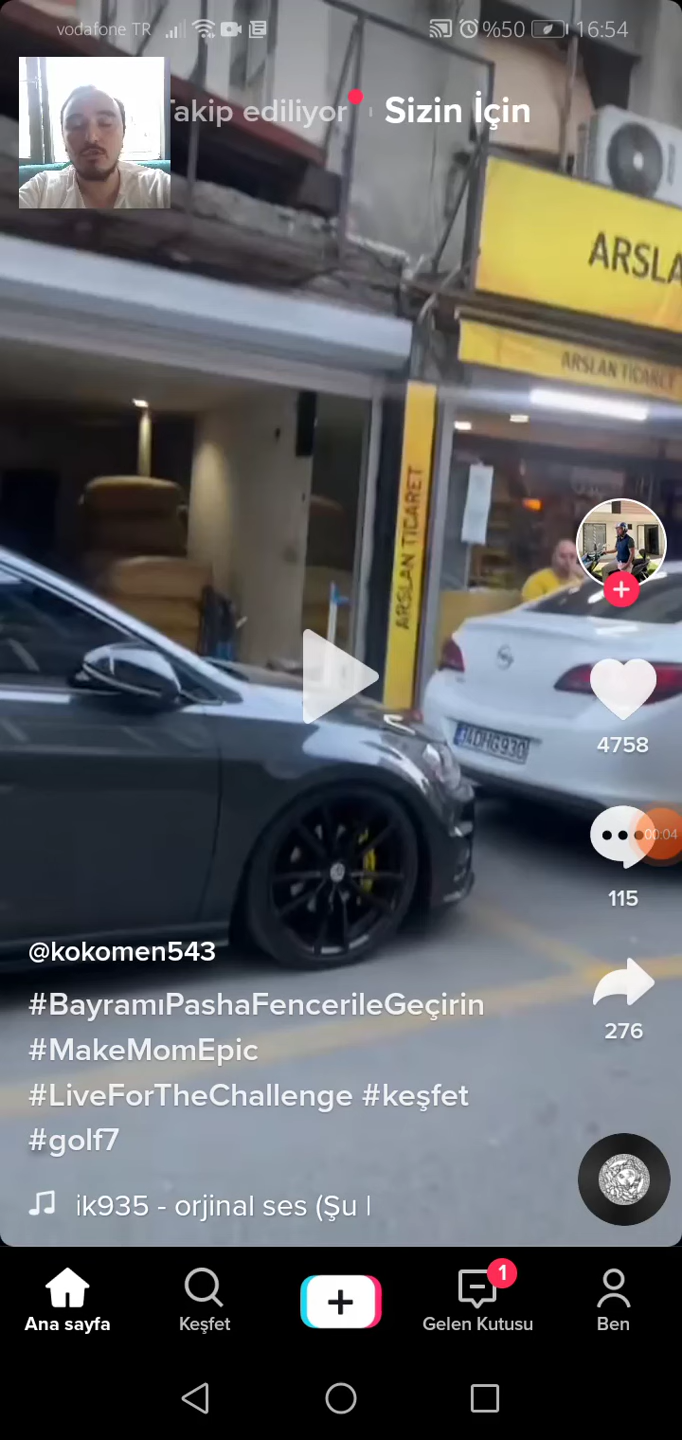 vodafone TR
%50
16:54
Takip ediliyor
Sizin İçin
ARSLA
ARSLAN TİCARET
ARSLAN TİCARET
34DHG930
4758
00:04
115
@kokomen543
#BayramıPashaFencerileGeçirin
#MakeMomEpic
#LiveForTheChallenge #keşfet
#golf7
276
ik935 - orjinal ses (Şu |
1
Ana sayfa
Keşfet
Gelen Kutusu
Ben